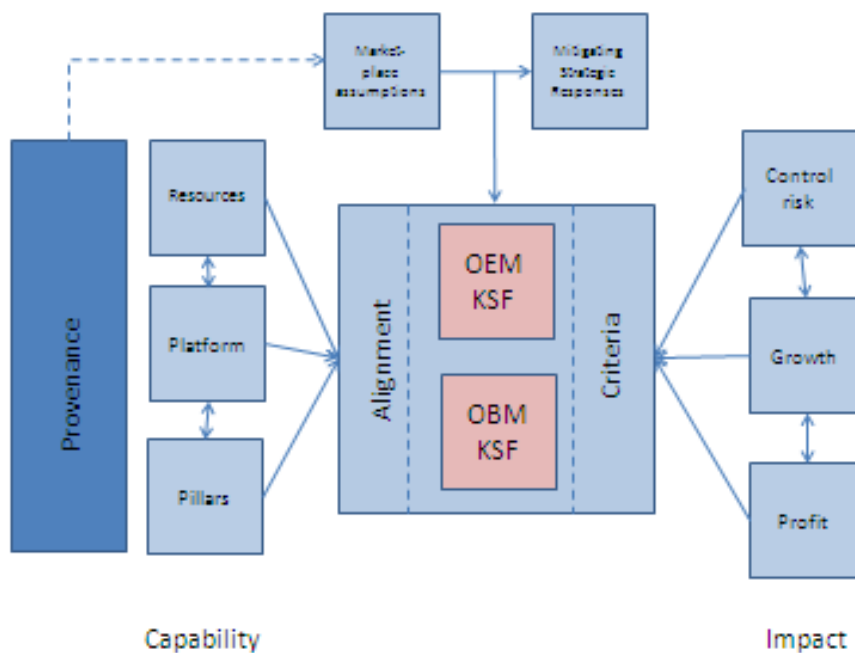 Market-
place
assumptions
Mitigating
Strategic
Responses
Provenance
Resources
Platform
Pillars
Alignment
OEM
KSF
OBM
KSF
Criteria
Control
risk
Growth
Profit
Capability
Impact